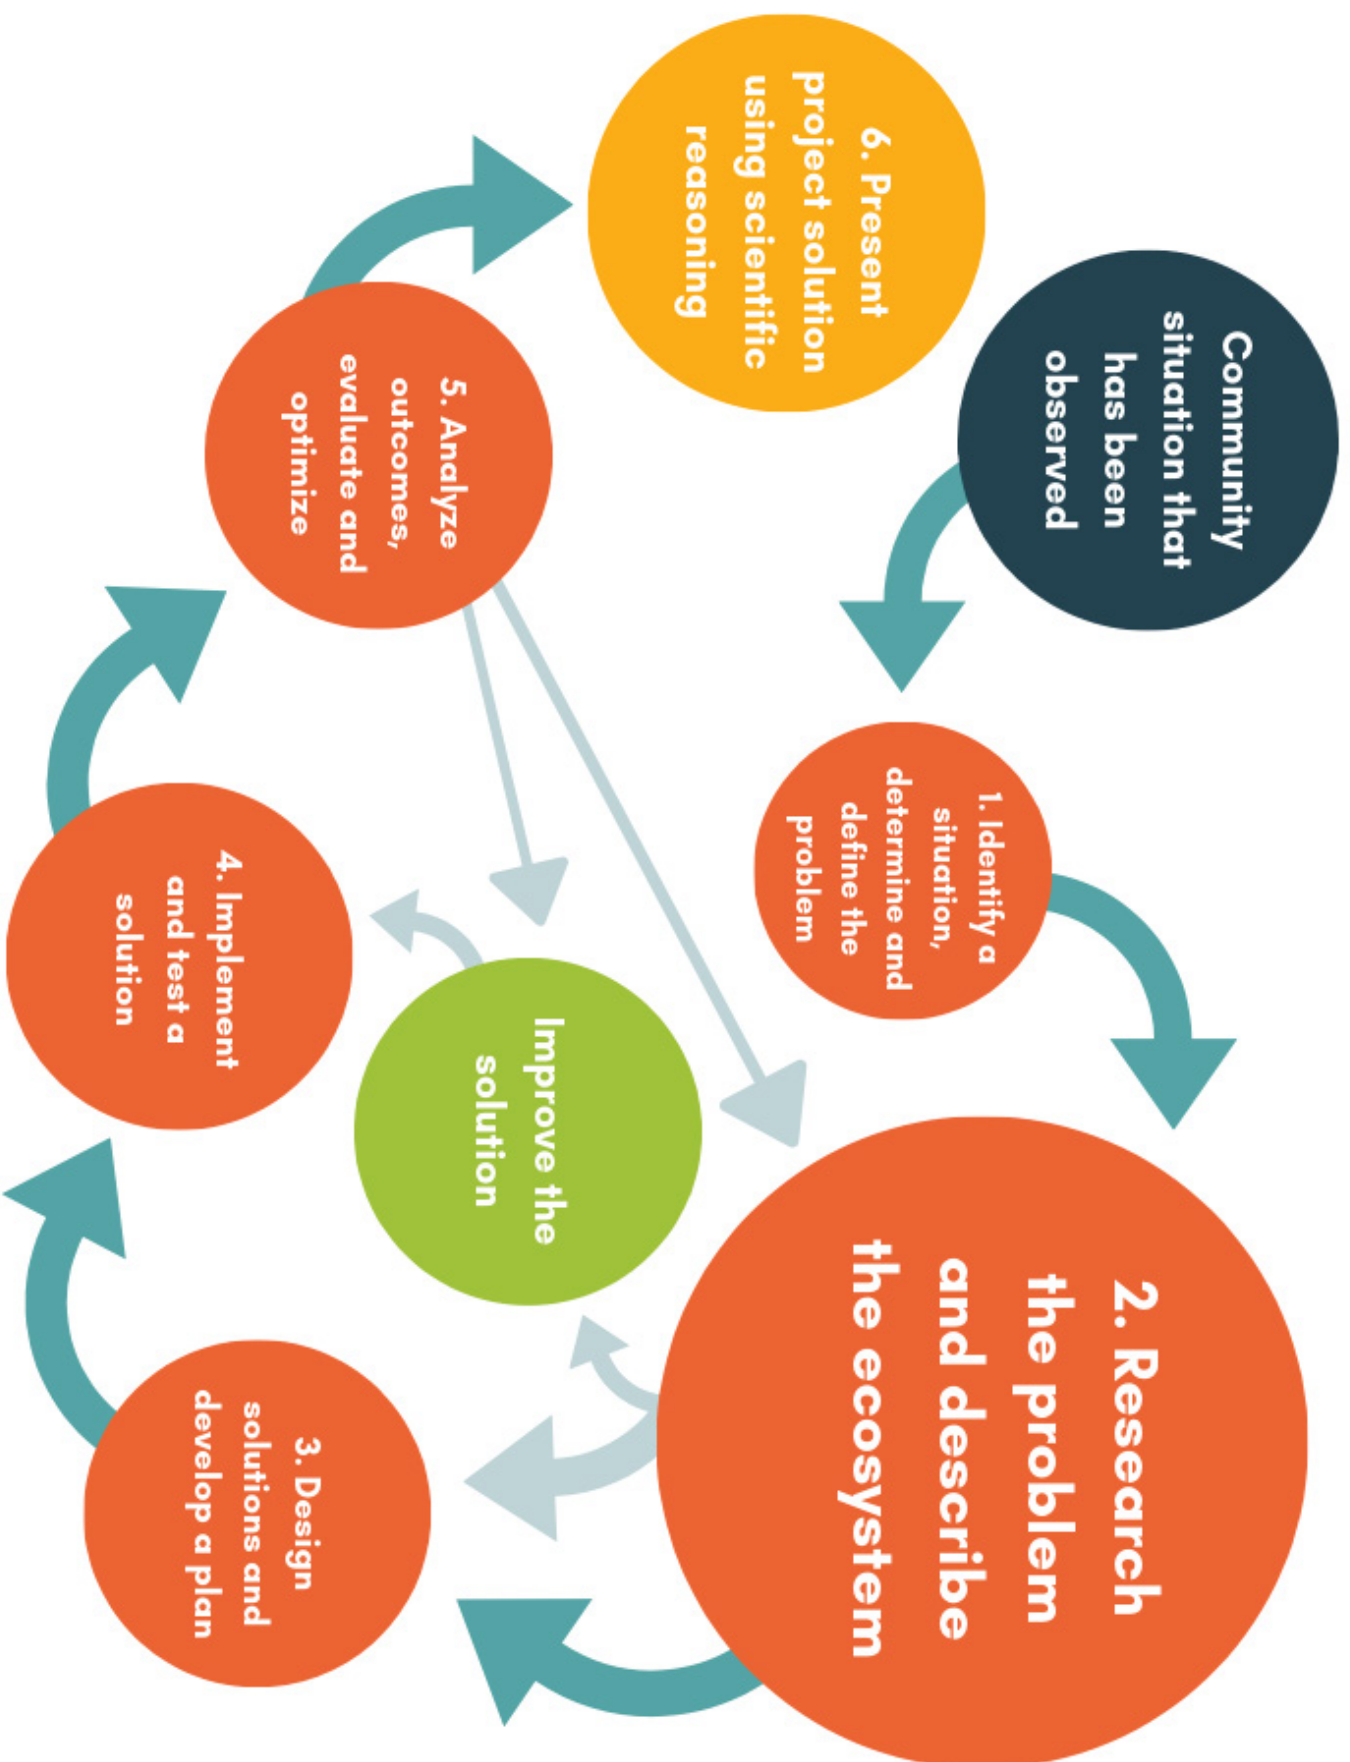 Community
situation that
has been
observed
1. Identify a
situation,
determine and
define the
problem
2. Research
the problem
and describe
the ecosystem
3. Design
solutions and
develop a plan
4. Implement
and test a
solution
5. Analyze
outcomes,
evaluate and
optimize
6. Present
project solution
using scientific
reasoning
Improve the
solution